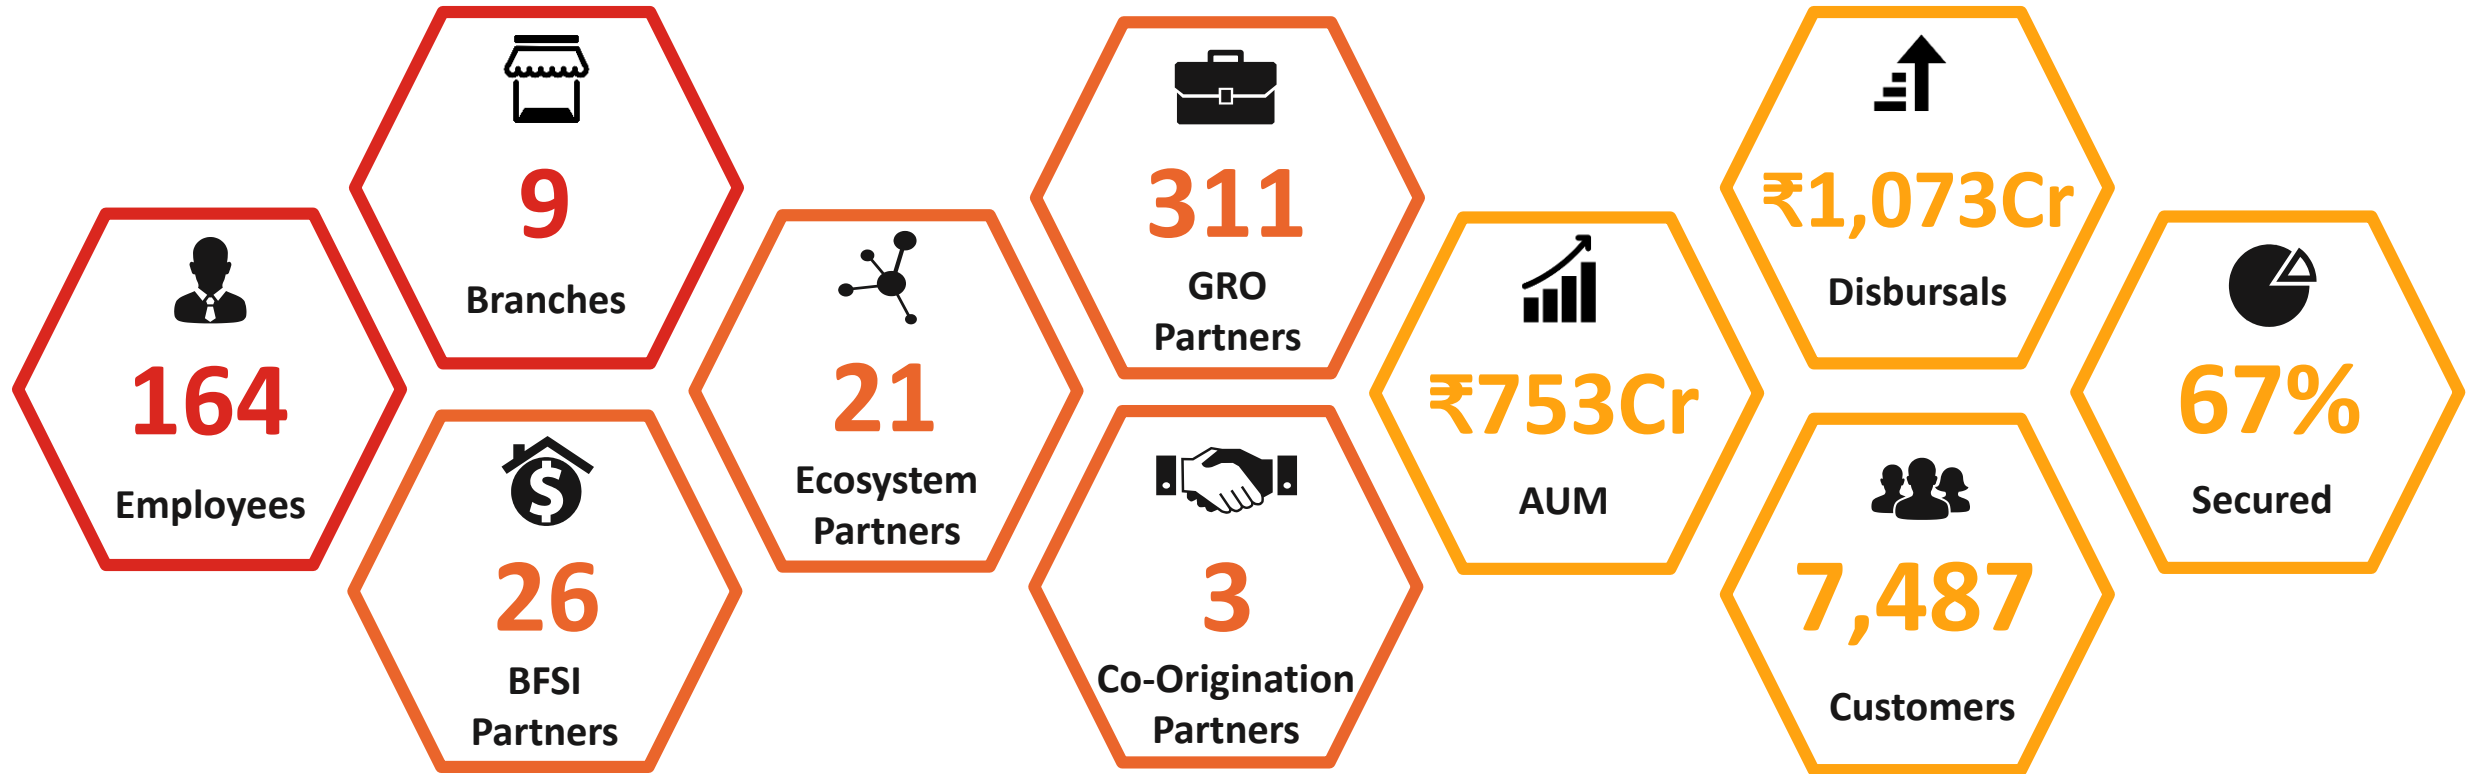 164
Employees
9
Branches
26
BFSI
Partners
21
Ecosystem
Partners
311
GRO
Partners
3
Co-Origination
Partners
₹753Cr
AUM
₹1,073Cr
Disbursals
7,487
Customers
67%
Secured